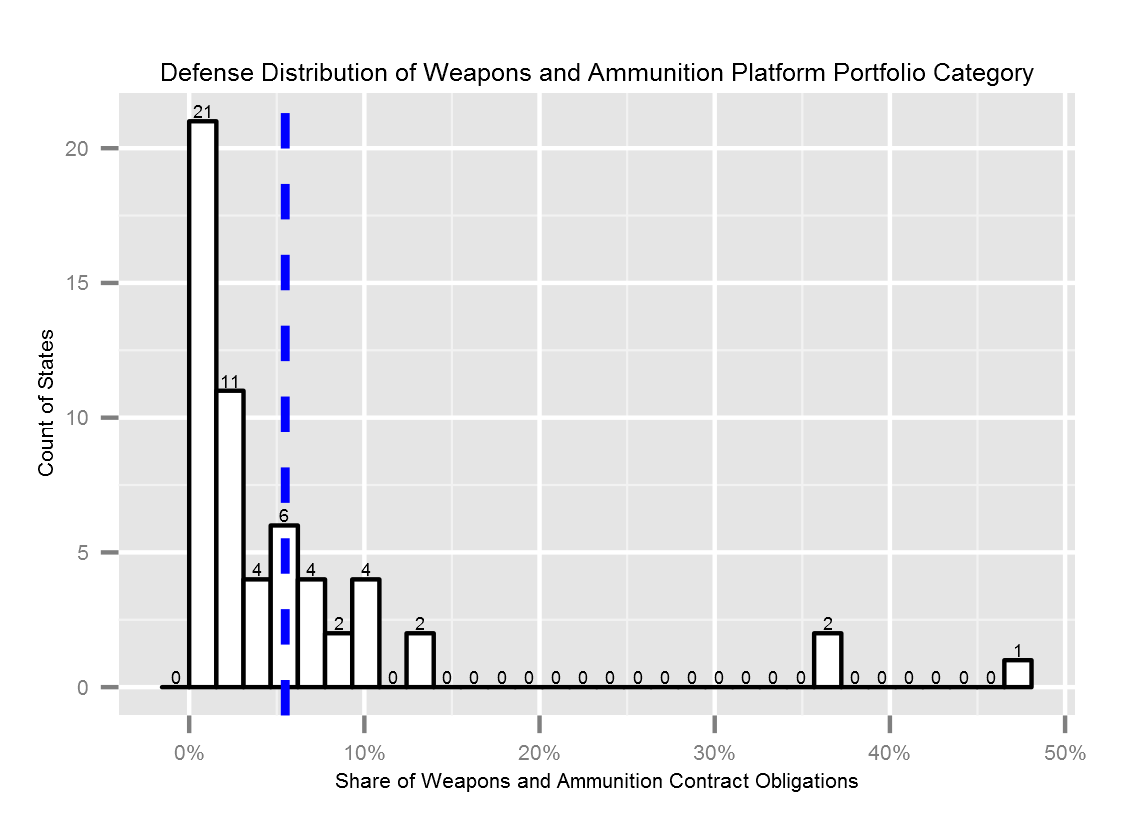 Defense Distribution of Weapons and Ammunition Platform Portfolio Category
Count of States
20
15
10
5
0
0 21 11 4 6 4 2 4 0 2 0 0 0 0 0 0 0 0 0 0 0 0 0 0 2 0 0 0 0 0 0 1
0% 10% 20% 30% 40% 50%
Share of Weapons and Ammunition Contract Obligations